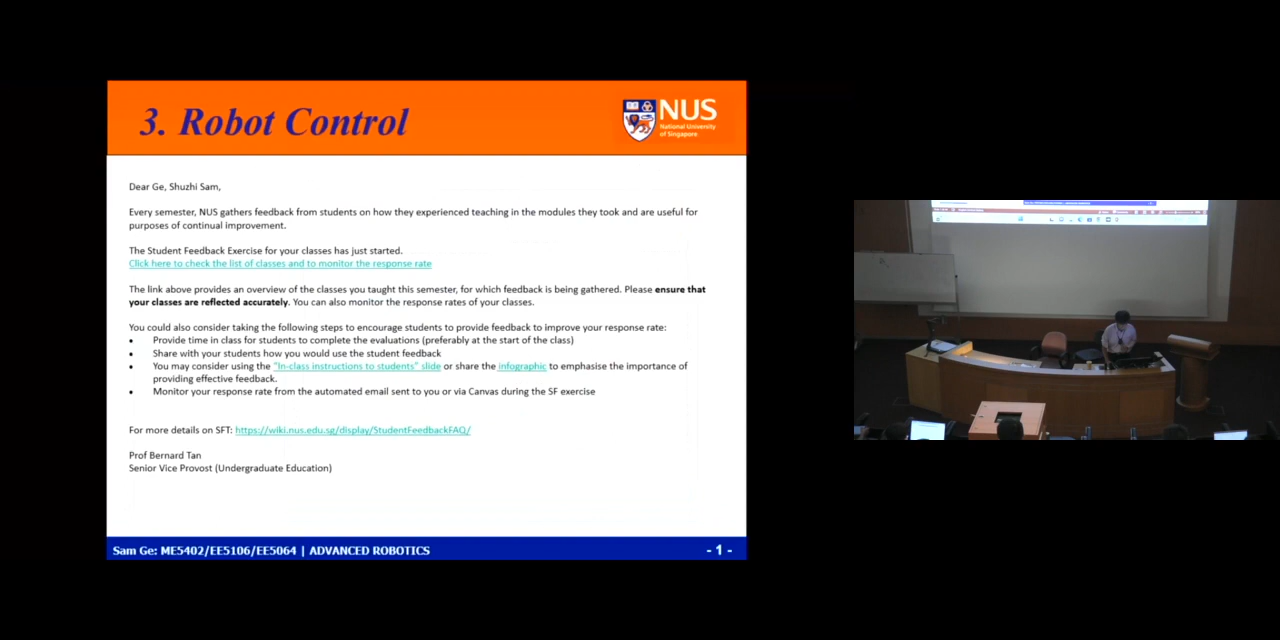 3. Robot Control
NUS
National University
of Singapore
Dear Ge, Shuzhi Sam,
Every semester, NUS gathers feedback from students on how they experienced teaching in the modules they took and are useful for
purposes of continual improvement.
The Student Feedback Exercise for your classes has just started.
Click here to check the list of classes and to monitor the response rate
The link above provides an overview of the classes you taught this semester, for which feedback is being gathered. Please ensure that
your classes are reflected accurately. You can also monitor the response rates of your classes.
You could also consider taking the following steps to encourage students to provide feedback to improve your response rate:
• Provide time in class for students to complete the evaluations (preferably at the start of the class)
• Share with your students how you would use the student feedback
• You may consider using the "In-class instructions to students" slide or share the infographic to emphasise the importance of
providing effective feedback.
• Monitor your response rate from the automated email sent to you or via Canvas during the SF exercise
For more details on SFT: https://wiki.nus.edu.sg/display/StudentFeedbackFAQ/
Prof Bernard Tan
Senior Vice Provost (Undergraduate Education)
Sam Ge: ME5402/EE5106/EE5064 | ADVANCED ROBOTICS
- 1 -